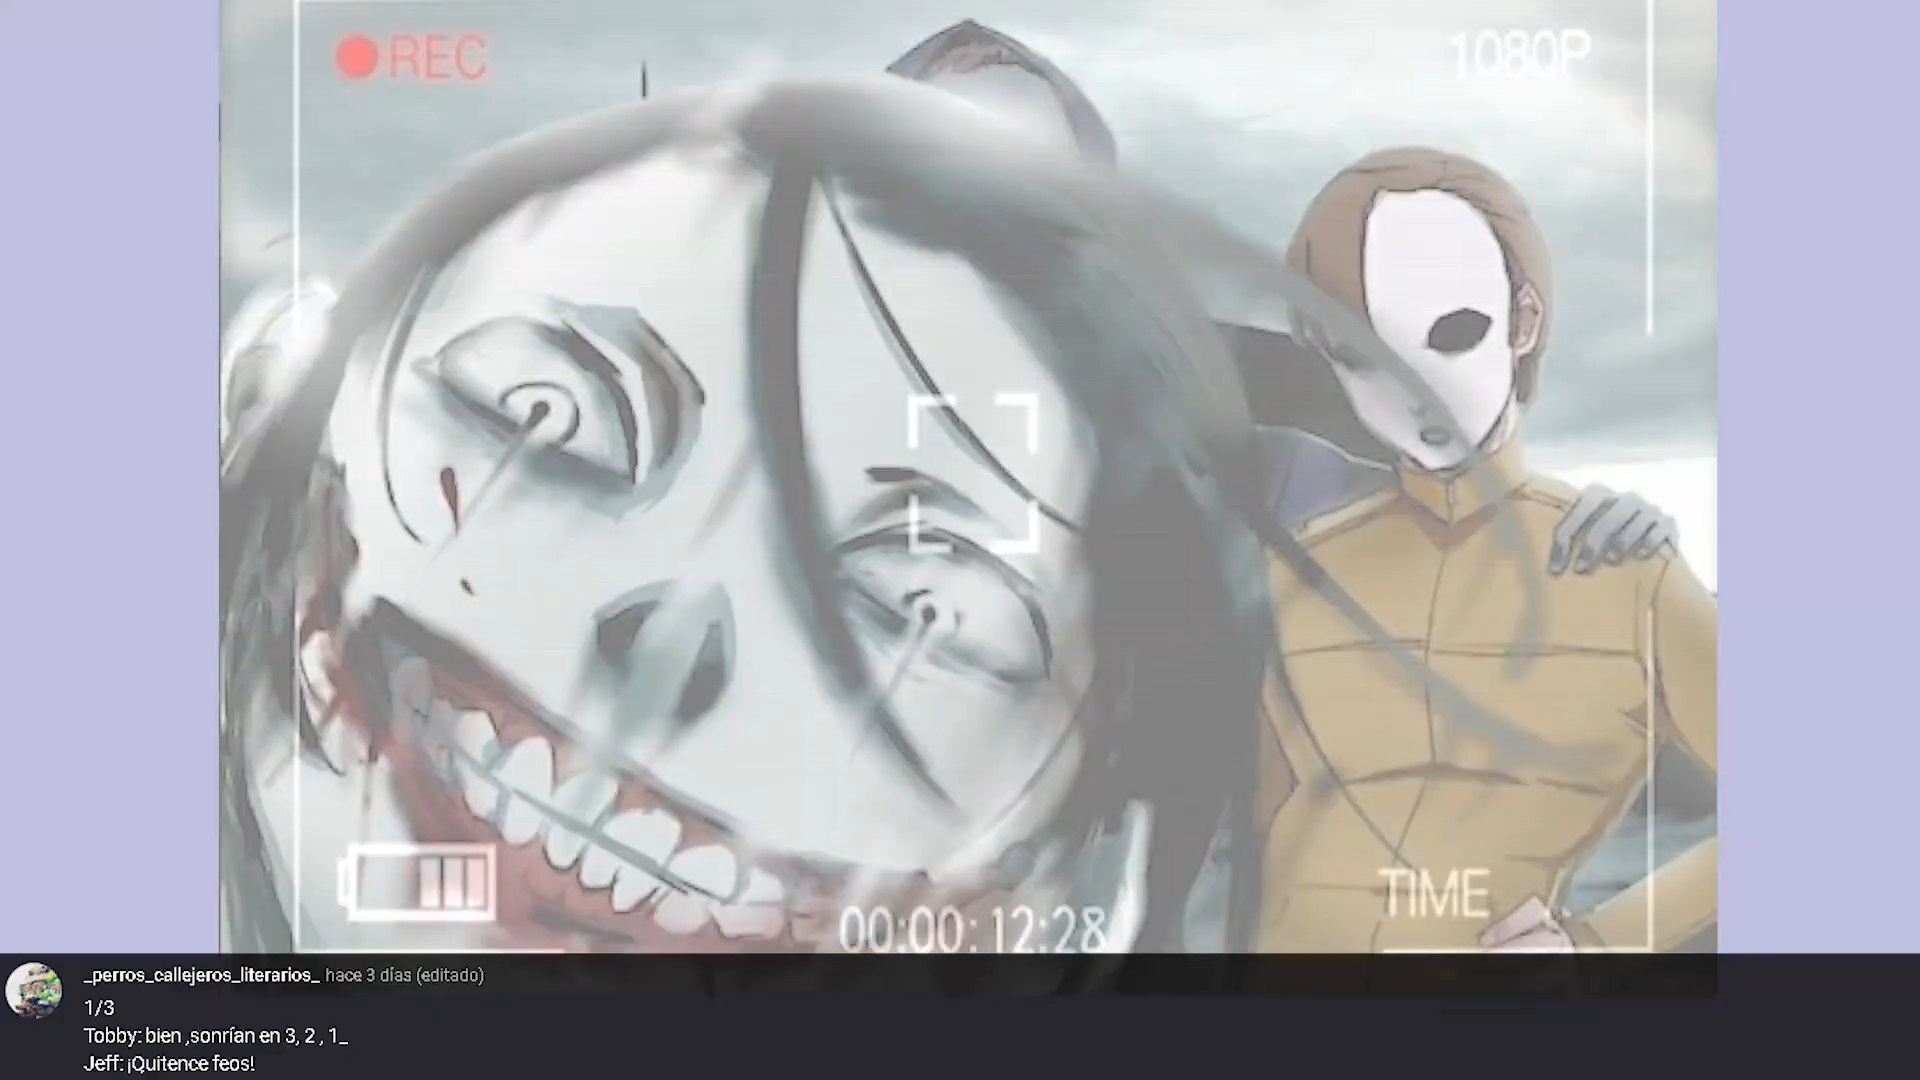 REC
1080P
TIME
00:00:12:28
_perros_callejeros_literarios_ hace 3 días (editado)
1/3
Tobby: bien ,sonrían en 3, 2 , 1_
Jeff: ¡Quitence feos!